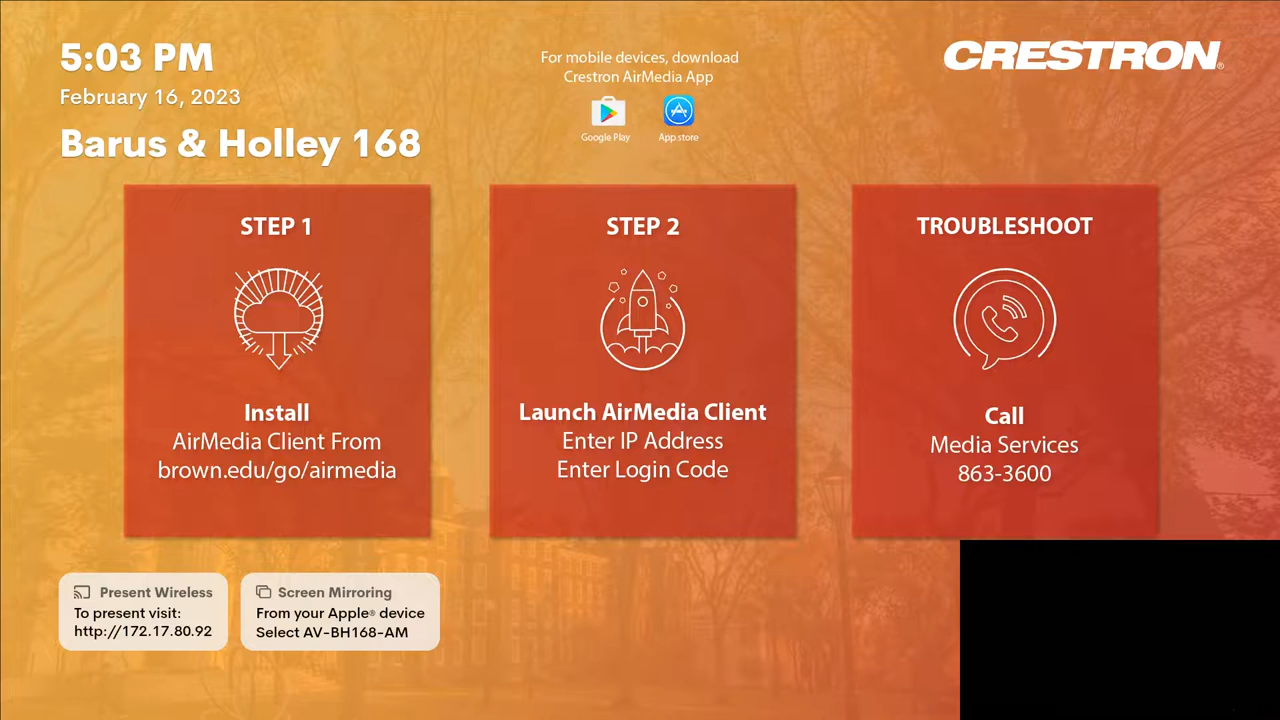 5:03 PM
February 16, 2023
Barus & Holley 168
For mobile devices, download
Crestron AirMedia App
Google Play
App store
CRESTRON®
STEP 1
Install
AirMedia Client From
brown.edu/go/airmedia
STEP 2
Launch AirMedia Client
Enter IP Address
Enter Login Code
TROUBLESHOOT
Call
Media Services
863-3600
Present Wireless
To present visit:
http://172.17.80.92
Screen Mirroring
From your Apple® device
Select AV-BH168-AM